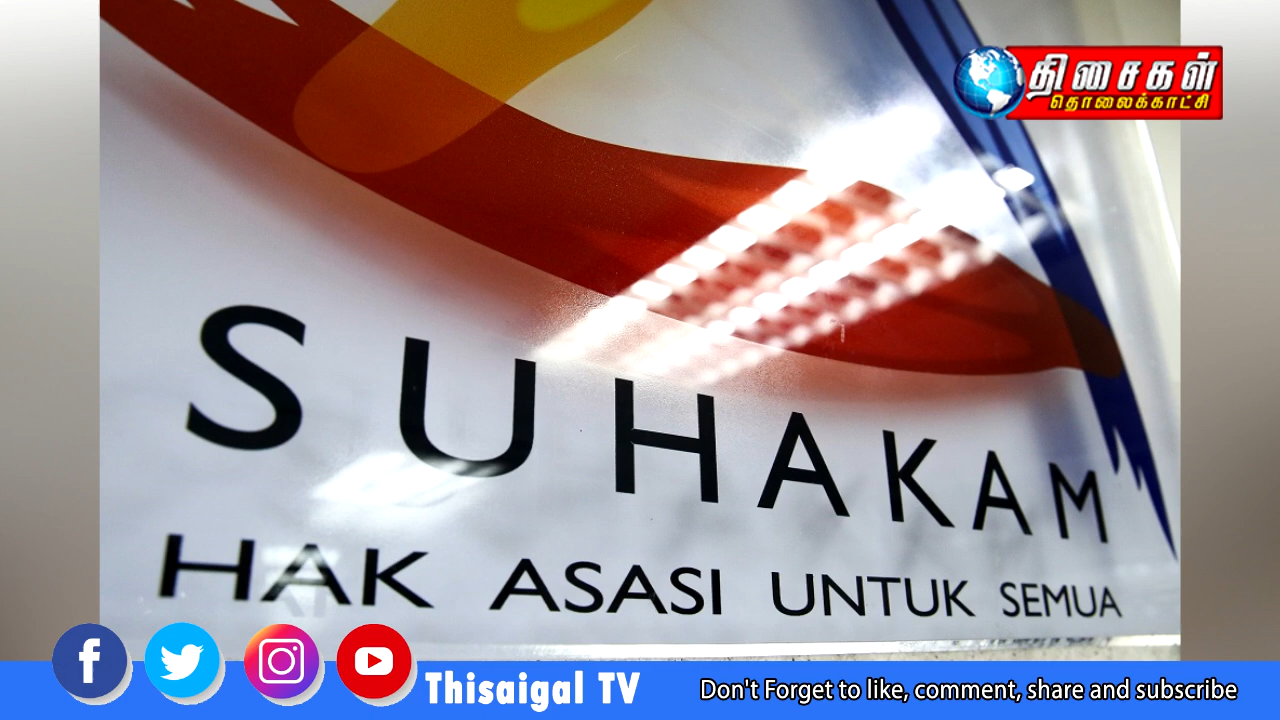 திசைகள்
தொலைக்காட்சி
SUHAKAM
HAK ASASI UNTUK SEMUA
Thisaigal TV
Don't Forget to like, comment, share and subscribe